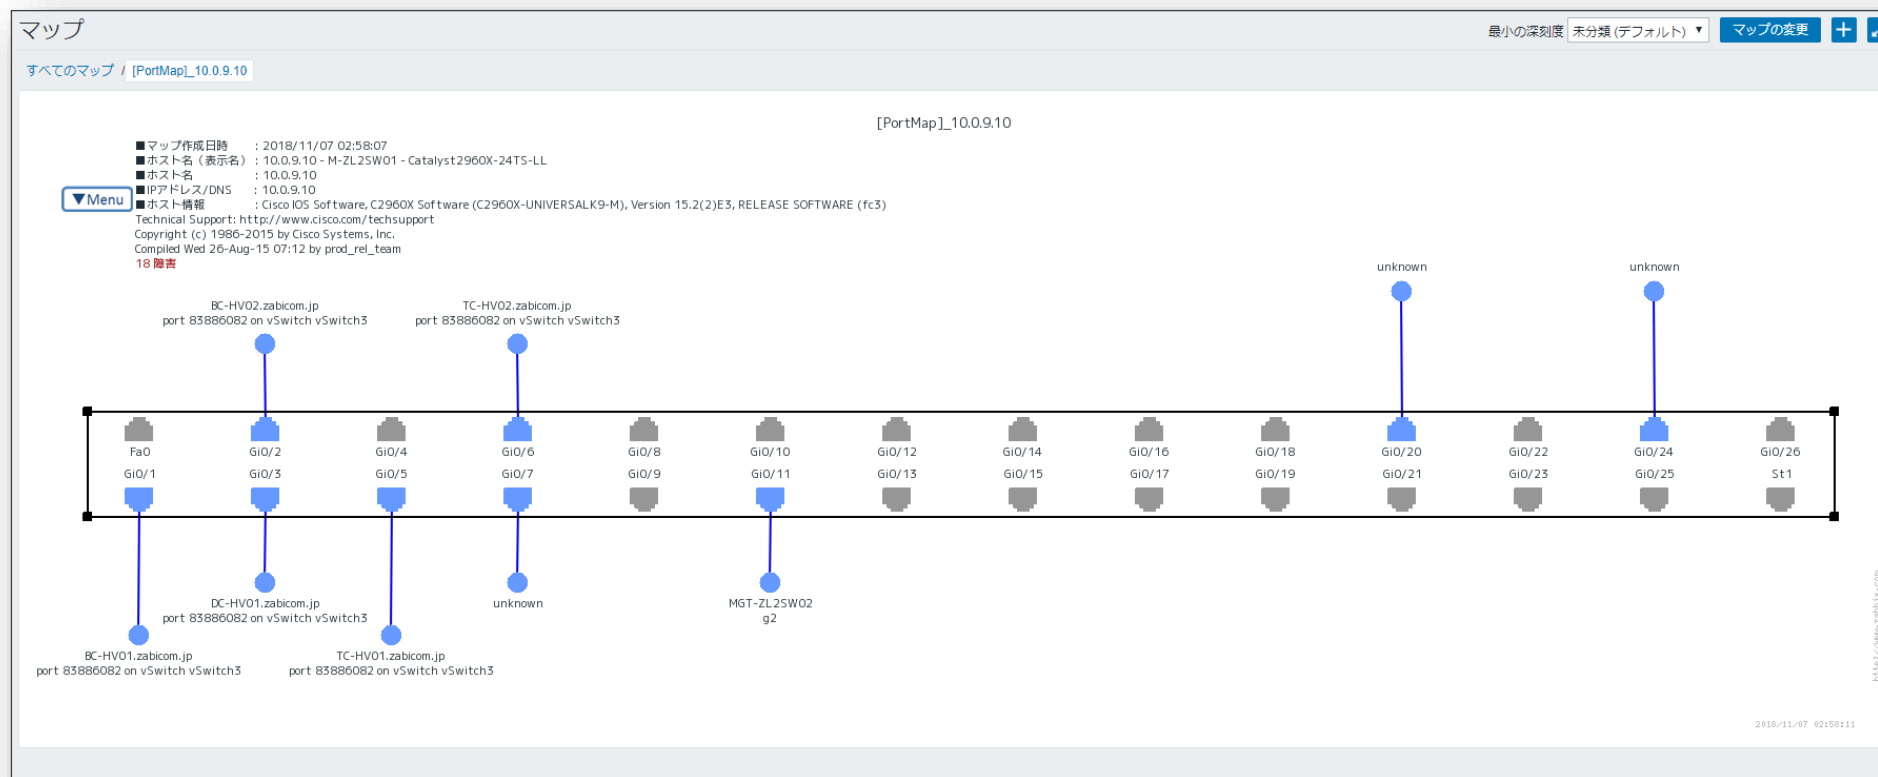 マップ
最小の深刻度 未分類 (デフォルト) ▼ マップの変更 +
すべてのマップ / [PortMap]_10.0.9.10
[PortMap]_10.0.9.10
■マップ作成日時 : 2018/11/07 02:58:07
■ホスト名（表示名） : 10.0.9.10 - M-ZL2SW01 - Catalyst2960X-24TS-LL
■ホスト名 : 10.0.9.10
■IPアドレス/DNS : 10.0.9.10
▼Menu
■ホスト情報 : Cisco IOS Software, C2960X Software (C2960X-UNIVERSALK9-M), Version 15.2(2)E3, RELEASE SOFTWARE (fc3)
Technical Support: http://www.cisco.com/techsupport
Copyright (c) 1986-2015 by Cisco Systems, Inc.
Compiled Wed 26-Aug-15 07:12 by prod_rel_team
18 障害
unknown
unknown
BC-HV02.zabicom.jp
port 83886082 on vSwitch vSwitch3
TC-HV02.zabicom.jp
port 83886082 on vSwitch vSwitch3
Fa0 Gi0/2 Gi0/4 Gi0/6 Gi0/8 Gi0/10 Gi0/12 Gi0/14 Gi0/16 Gi0/18 Gi0/20 Gi0/22 Gi0/24 Gi0/26
Gi0/1 Gi0/3 Gi0/5 Gi0/7 Gi0/9 Gi0/11 Gi0/13 Gi0/15 Gi0/17 Gi0/19 Gi0/21 Gi0/23 Gi0/25 St1
DC-HV01.zabicom.jp
port 83886082 on vSwitch vSwitch3
unknown
MGT-ZL2SW02
g2
BC-HV01.zabicom.jp
port 83886082 on vSwitch vSwitch3
TC-HV01.zabicom.jp
port 83886082 on vSwitch vSwitch3
http://www.zabbix.com
2018/11/07 02:58:11